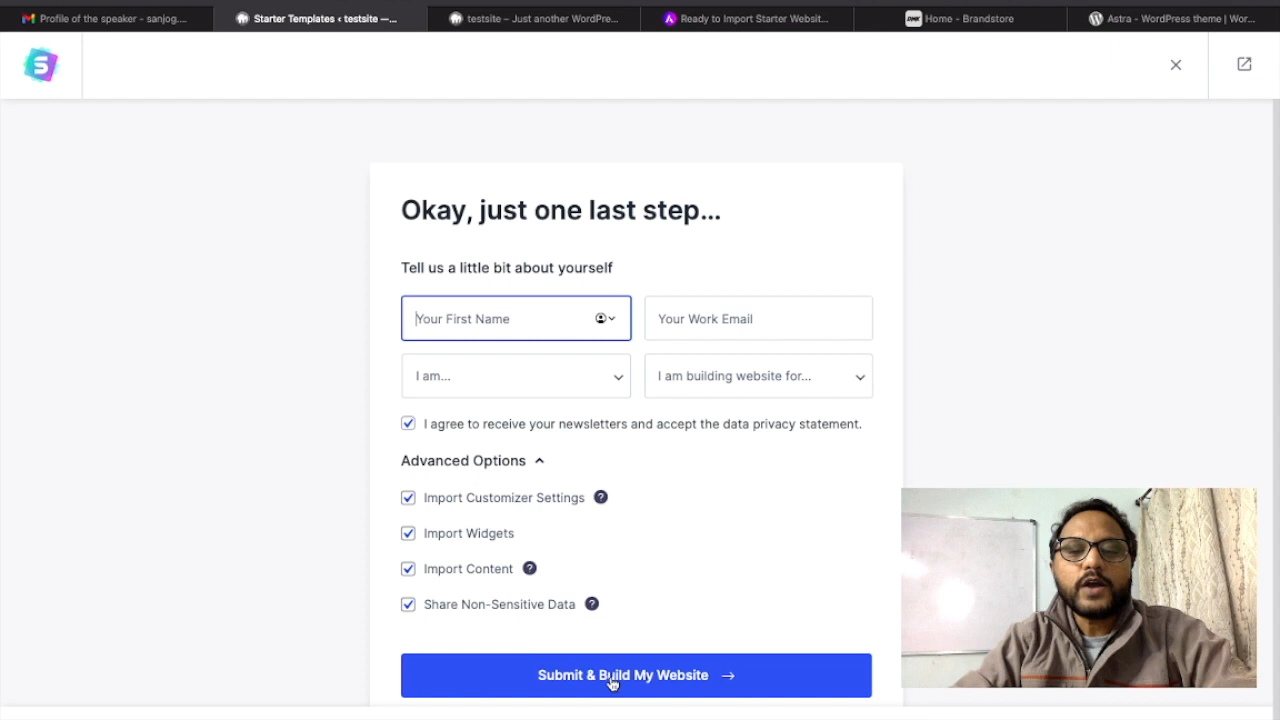 Profile of the speaker - sanjog....
Starter Templates ‹ testsite —...
testsite – Just another WordPre...
Ready to Import Starter Websit...
Home - Brandstore
Astra - WordPress theme | Wor...
Okay, just one last step...
Tell us a little bit about yourself
Your First Name
Your Work Email
I am...
I am building website for...
I agree to receive your newsletters and accept the data privacy statement.
Advanced Options
Import Customizer Settings ?
Import Widgets
Import Content ?
Share Non-Sensitive Data ?
Submit & Build My Website →